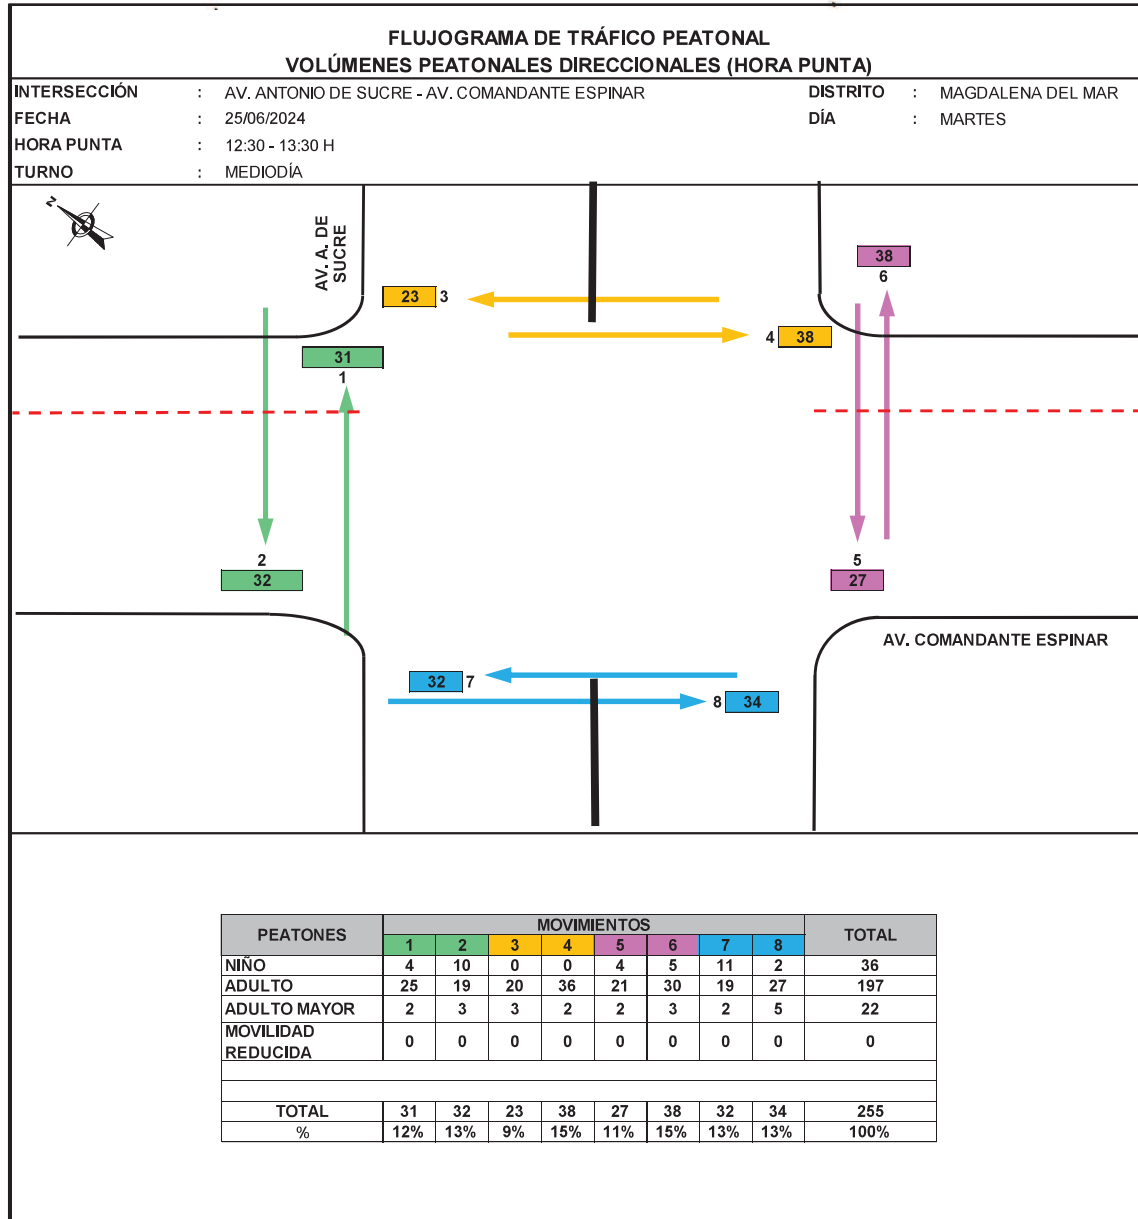 FLUJOGRAMA DE TRÁFICO PEATONAL
VOLÚMENES PEATONALES DIRECCIONALES (HORA PUNTA)
INTERSECCIÓN : AV. ANTONIO DE SUCRE - AV. COMANDANTE ESPINAR DISTRITO : MAGDALENA DEL MAR
FECHA : 25/06/2024 DÍA : MARTES
HORA PUNTA : 12:30 - 13:30 H
TURNO : MEDIODÍA
N
AV. A. DE
SUCRE
38
6
23 3
4 38
31
1
2
32
5
27
AV. COMANDANTE ESPINAR
32 7
8 34
PEATONES MOVIMIENTOS TOTAL
1 2 3 4 5 6 7 8
NIÑO 4 10 0 0 4 5 11 2 36
ADULTO 25 19 20 36 21 30 19 27 197
ADULTO MAYOR 2 3 3 2 2 3 2 5 22
MOVILIDAD
REDUCIDA 0 0 0 0 0 0 0 0 0
TOTAL 31 32 23 38 27 38 32 34 255
% 12% 13% 9% 15% 11% 15% 13% 13% 100%